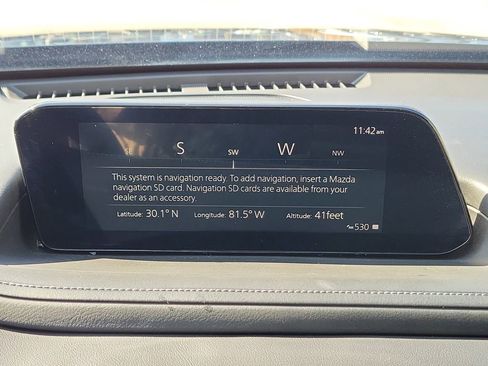 11:42am
SE S SW W NW
This system is navigation ready. To add navigation, insert a Mazda
navigation SD card. Navigation SD cards are available from your
dealer as an accessory.
Latitude: 30.1° N Longitude: 81.5° W Altitude: 41feet
530